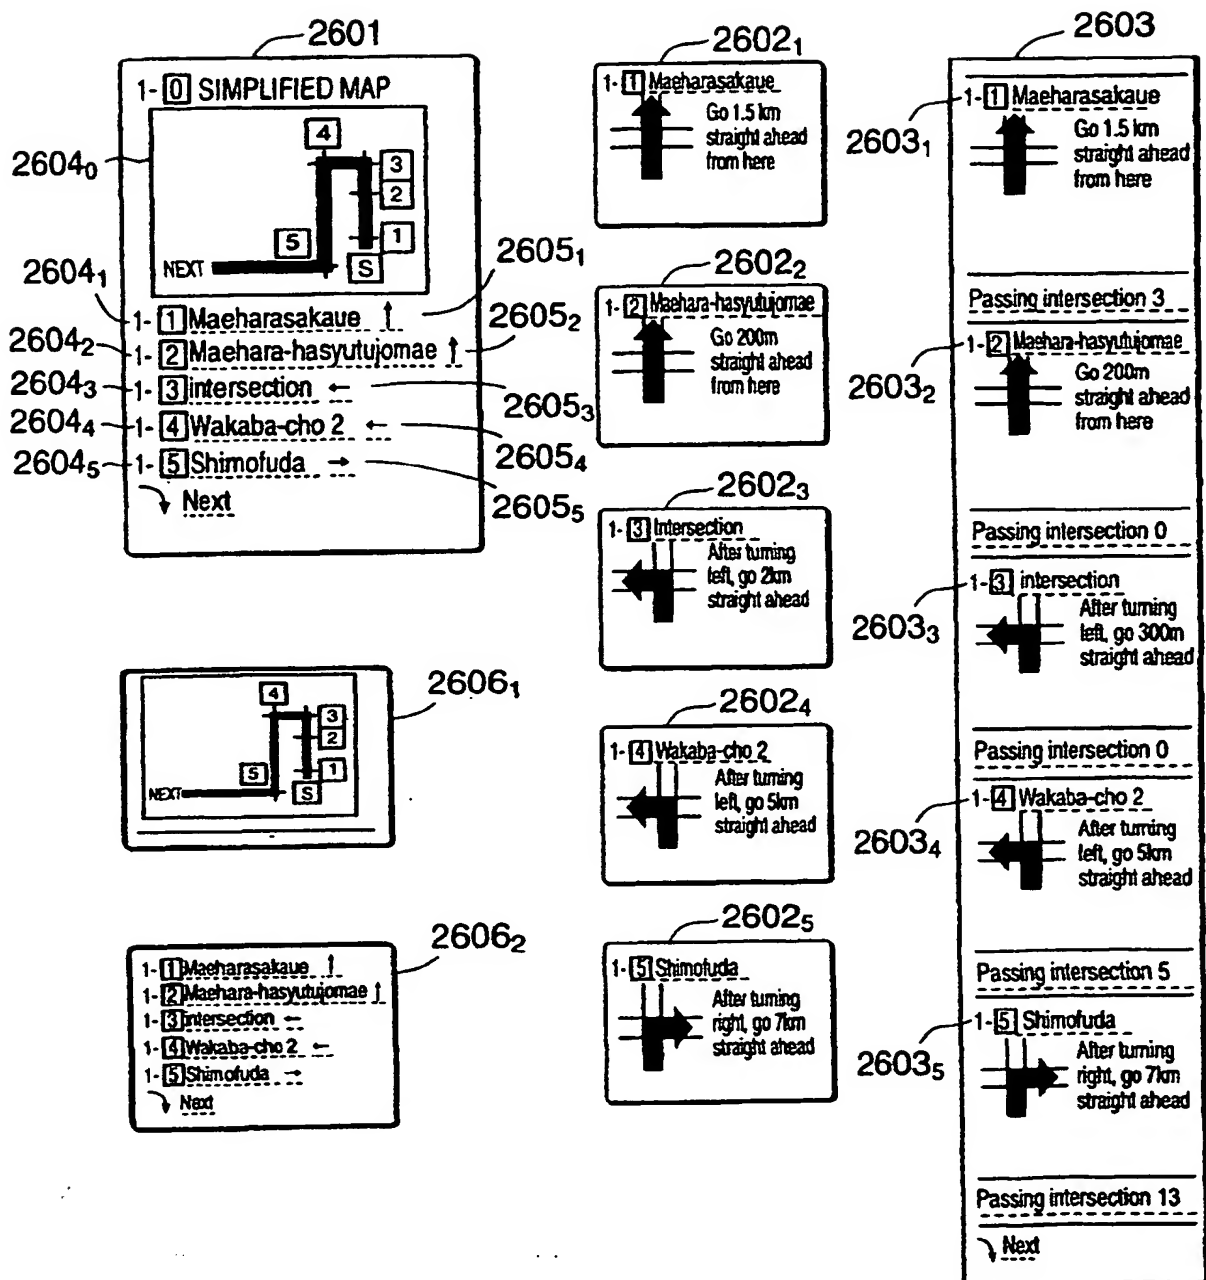 2601
1-0 SIMPLIFIED MAP
4
3
2
1
5
S
NEXT
2604₀
2604₁
1-1 Maeharasakaue ↑
2605₁
2604₂
1-2 Maehara-hasyutujomae ↑
2605₂
2604₃
1-3 intersection ←
2605₃
2604₄
1-4 Wakaba-cho 2 ←
2605₄
2604₅
1-5 Shimofuda →
2605₅
Next
2606₁
4
3
2
1
5
S
NEXT
2606₂
1-1 Maeharasakaue ↑
1-2 Maehara-hasyutujomae ↑
1-3 intersection ←
1-4 Wakaba-cho 2 ←
1-5 Shimofuda →
Next
2602₁
1-1 Maeharasakaue
Go 1.5 km
straight ahead
from here
2602₂
1-2 Maehara-hasyutujomae
Go 200m
straight ahead
from here
2602₃
1-3 Intersection
After turning
left, go 2km
straight ahead
2602₄
1-4 Wakaba-cho 2
After turning
left, go 5km
straight ahead
2602₅
1-5 Shimofuda
After turning
right, go 7km
straight ahead
2603
2603₁
1-1 Maeharasakaue
Go 1.5 km
straight ahead
from here
Passing intersection 3
2603₂
1-2 Maehara-hasyutujomae
Go 200m
straight ahead
from here
Passing intersection 0
2603₃
1-3 intersection
After turning
left, go 300m
straight ahead
Passing intersection 0
2603₄
1-4 Wakaba-cho 2
After turning
left, go 5km
straight ahead
Passing intersection 5
2603₅
1-5 Shimofuda
After turning
right, go 7km
straight ahead
Passing intersection 13
Next